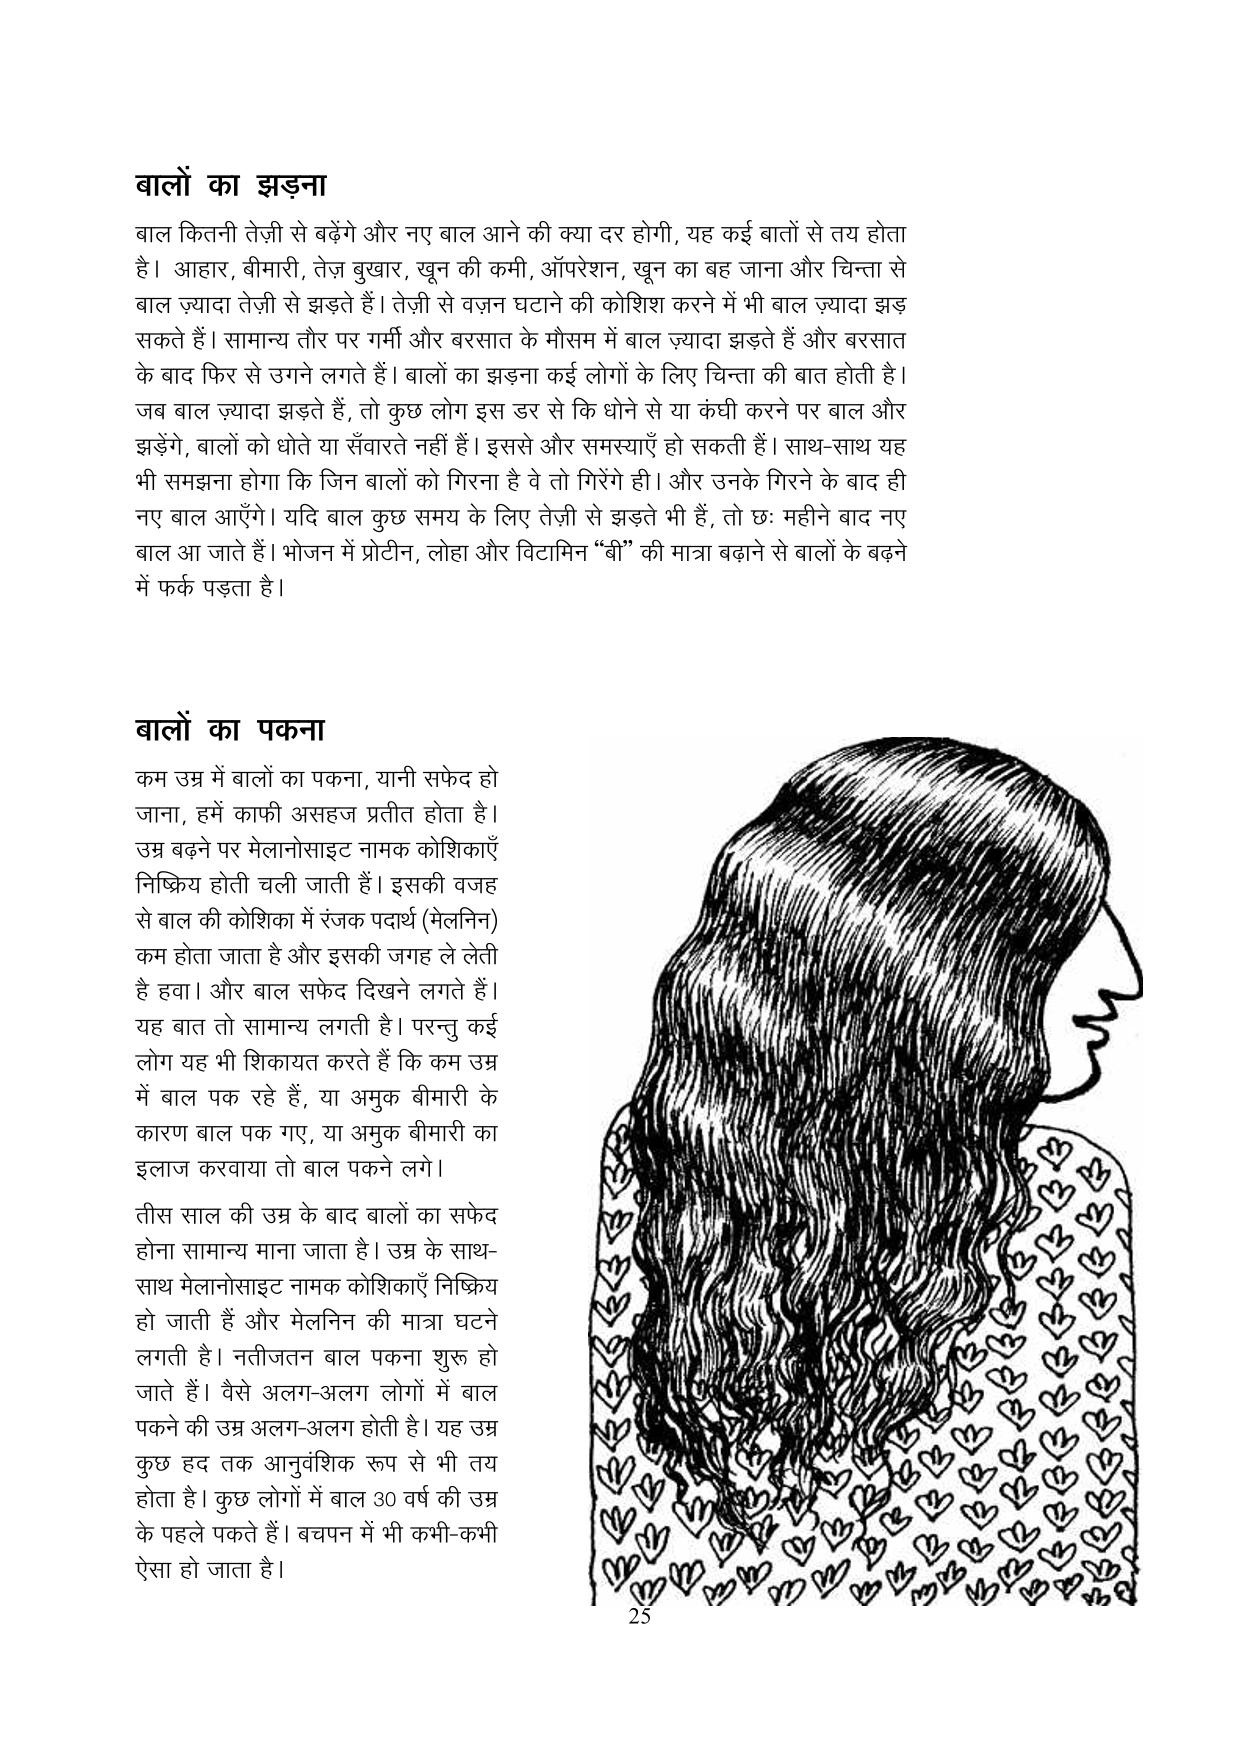 बालों का झड़ना
बाल कितनी तेज़ी से बढ़ेंगे और नए बाल आने की क्या दर होगी, यह कई बातों से तय होता
है। आहार, बीमारी, तेज़ बुखार, खून की कमी, ऑपरेशन, खून का बह जाना और चिन्ता से
बाल ज़्यादा तेज़ी से झड़ते हैं। तेज़ी से वज़न घटाने की कोशिश करने में भी बाल ज़्यादा झड़
सकते हैं। सामान्य तौर पर गर्मी और बरसात के मौसम में बाल ज़्यादा झड़ते हैं और बरसात
के बाद फिर से उगने लगते हैं। बालों का झड़ना कई लोगों के लिए चिन्ता की बात होती है।
जब बाल ज़्यादा झड़ते हैं, तो कुछ लोग इस डर से कि धोने से या कंघी करने पर बाल और
झड़ेंगे, बालों को धोते या सँवारते नहीं हैं। इससे और समस्याएँ हो सकती हैं। साथ-साथ यह
भी समझना होगा कि जिन बालों को गिरना है वे तो गिरेंगे ही। और उनके गिरने के बाद ही
नए बाल आएँगे। यदि बाल कुछ समय के लिए तेज़ी से झड़ते भी हैं, तो छः महीने बाद नए
बाल आ जाते हैं। भोजन में प्रोटीन, लोहा और विटामिन “बी” की मात्रा बढ़ाने से बालों के बढ़ने
में फर्क पड़ता है।
बालों का पकना
कम उम्र में बालों का पकना, यानी सफेद हो
जाना, हमें काफी असहज प्रतीत होता है।
उम्र बढ़ने पर मेलानोसाइट नामक कोशिकाएँ
निष्क्रिय होती चली जाती हैं। इसकी वजह
से बाल की कोशिका में रंजक पदार्थ (मेलनिन)
कम होता जाता है और इसकी जगह ले लेती
है हवा। और बाल सफेद दिखने लगते हैं।
यह बात तो सामान्य लगती है। परन्तु कई
लोग यह भी शिकायत करते हैं कि कम उम्र
में बाल पक रहे हैं, या अमुक बीमारी के
कारण बाल पक गए, या अमुक बीमारी का
इलाज करवाया तो बाल पकने लगे।
तीस साल की उम्र के बाद बालों का सफेद
होना सामान्य माना जाता है। उम्र के साथ-
साथ मेलानोसाइट नामक कोशिकाएँ निष्क्रिय
हो जाती हैं और मेलनिन की मात्रा घटने
लगती है। नतीजतन बाल पकना शुरू हो
जाते हैं। वैसे अलग-अलग लोगों में बाल
पकने की उम्र अलग-अलग होती है। यह उम्र
कुछ हद तक आनुवंशिक रूप से भी तय
होता है। कुछ लोगों में बाल 30 वर्ष की उम्र
के पहले पकते हैं। बचपन में भी कभी-कभी
ऐसा हो जाता है।
25